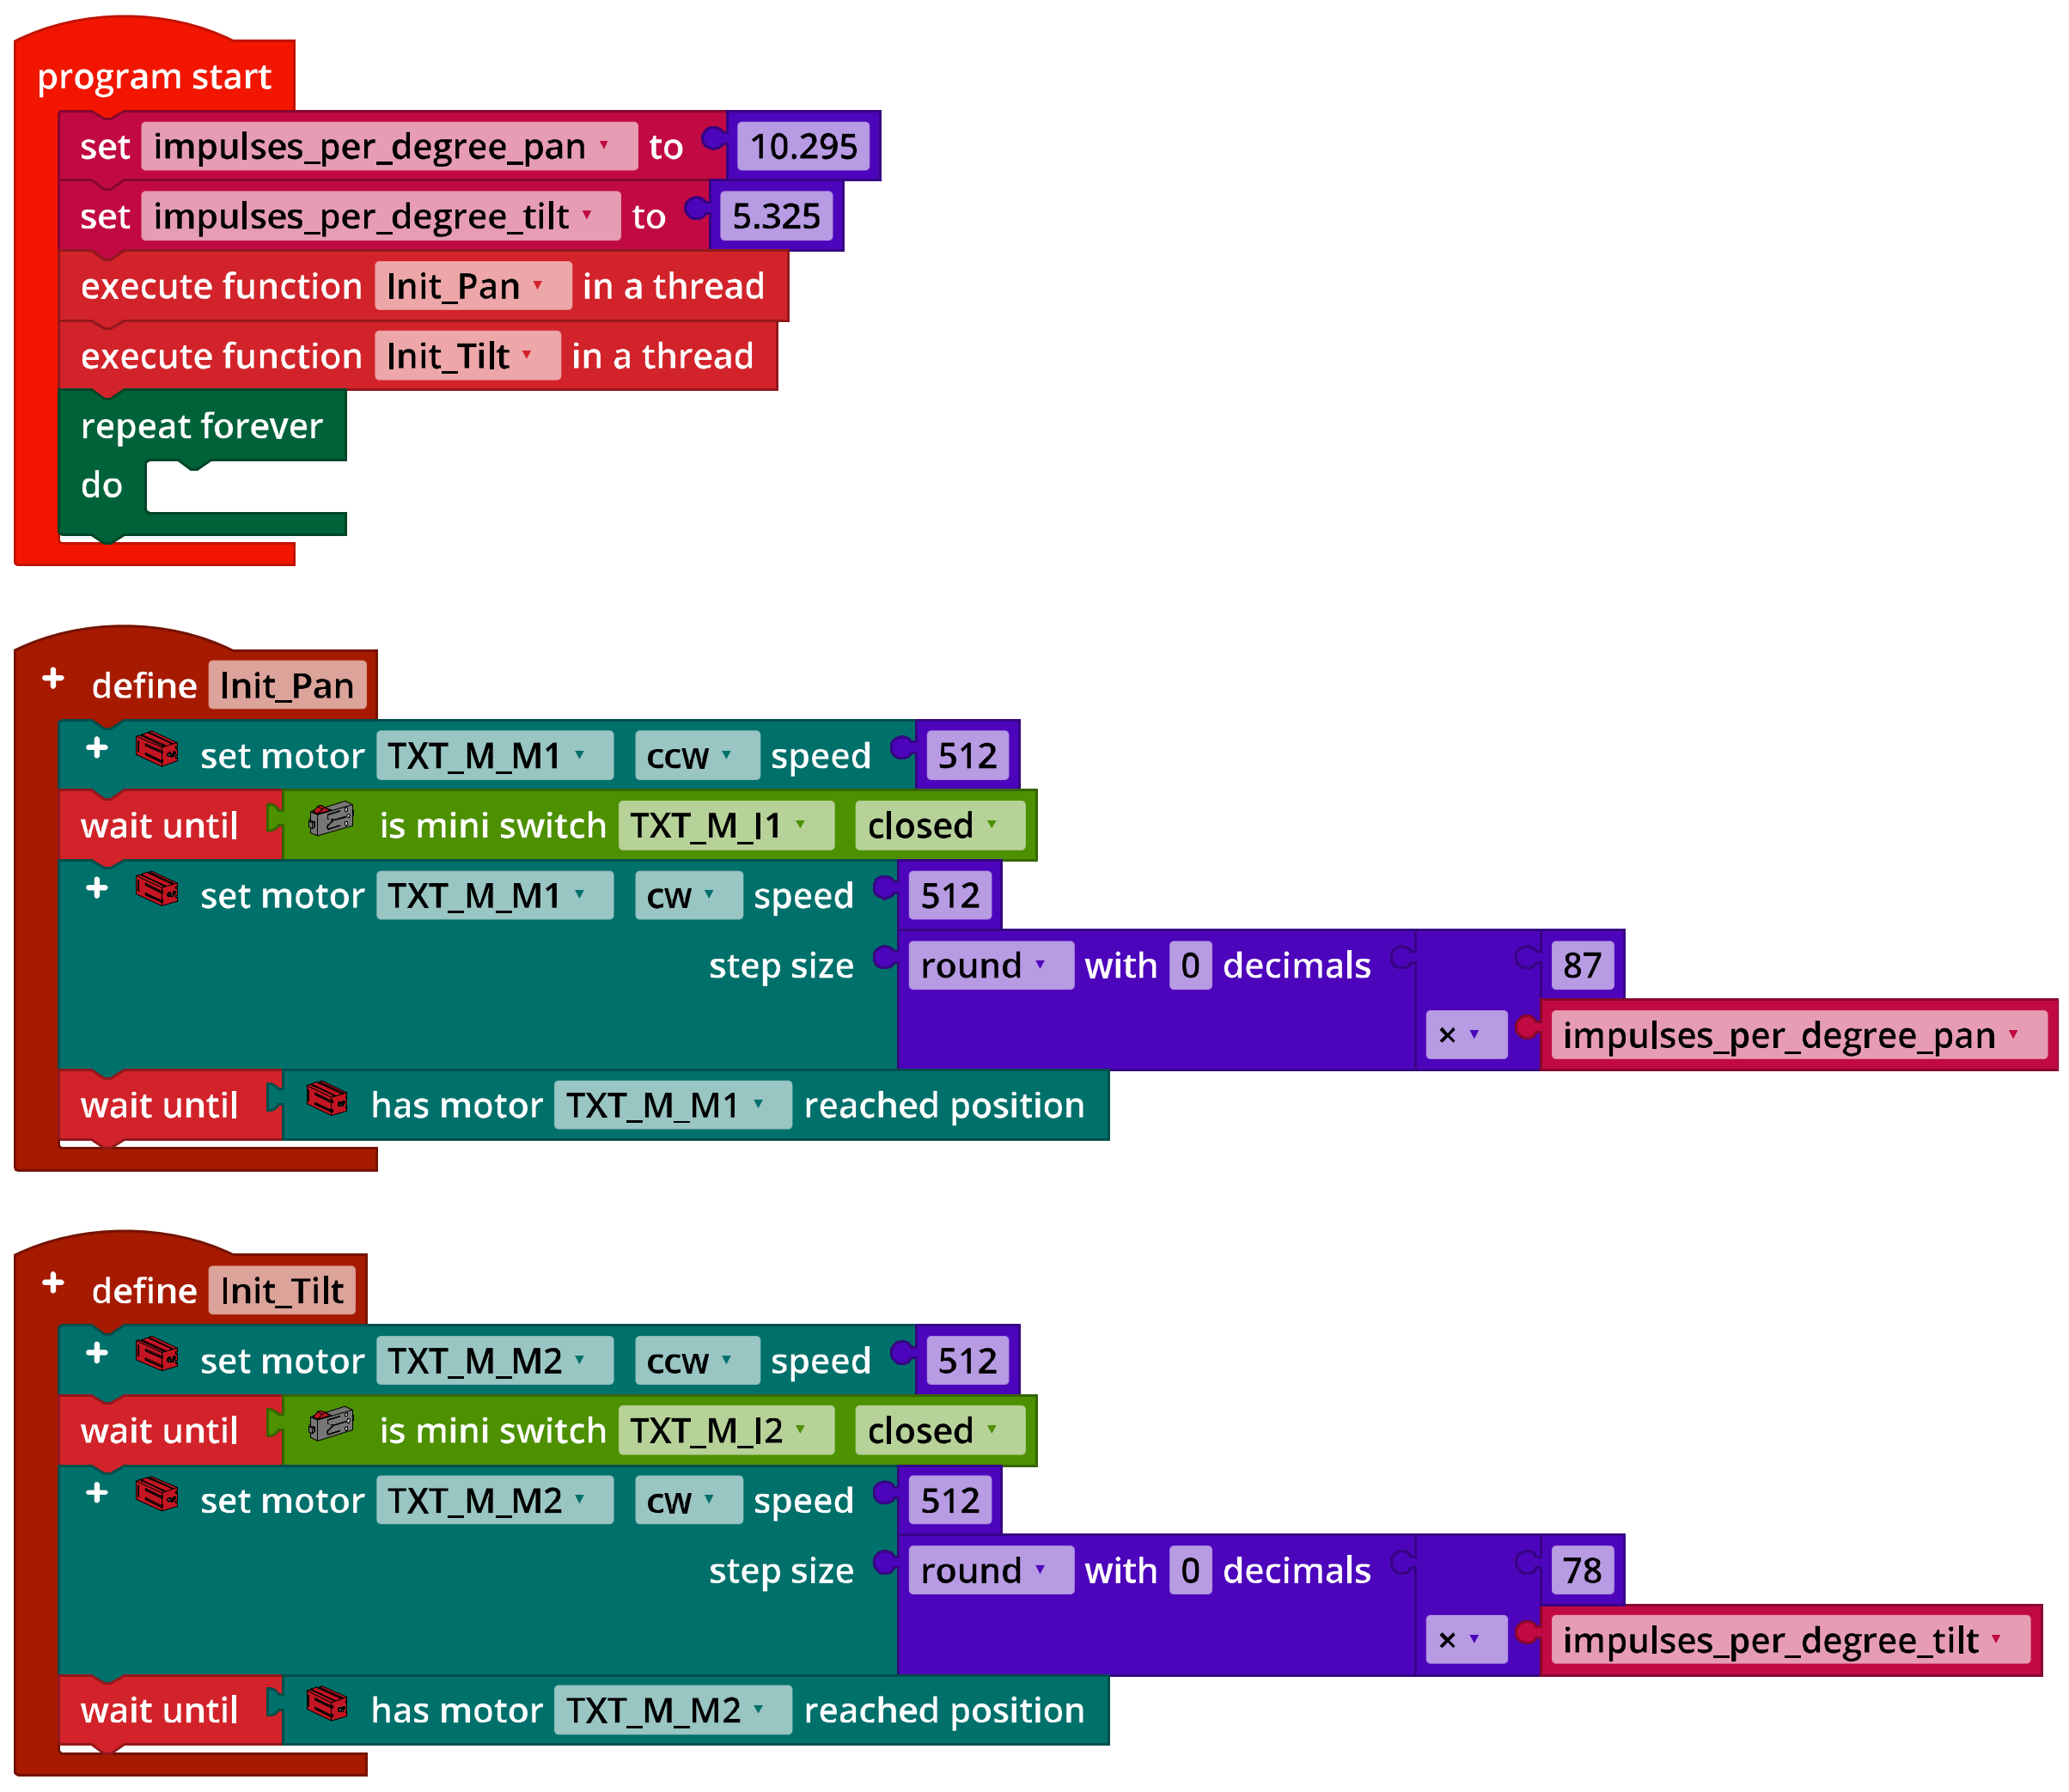 program start
set impulses_per_degree_pan to 10.295
set impulses_per_degree_tilt to 5.325
execute function Init_Pan in a thread
execute function Init_Tilt in a thread
repeat forever
do
+ define Init_Pan
+ set motor TXT_M_M1 ccw speed 512
wait until is mini switch TXT_M_I1 closed
+ set motor TXT_M_M1 cw speed 512
step size round with 0 decimals 87
× impulses_per_degree_pan
wait until has motor TXT_M_M1 reached position
+ define Init_Tilt
+ set motor TXT_M_M2 ccw speed 512
wait until is mini switch TXT_M_I2 closed
+ set motor TXT_M_M2 cw speed 512
step size round with 0 decimals 78
× impulses_per_degree_tilt
wait until has motor TXT_M_M2 reached position